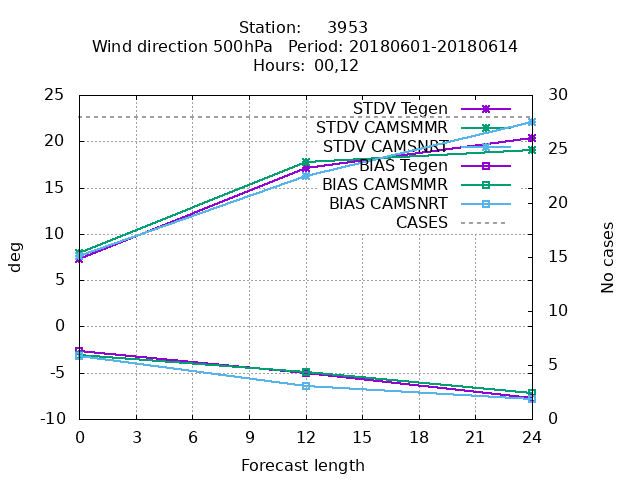 Station: 3953
Wind direction 500hPa Period: 20180601-20180614
Hours: 00,12
25
20
15
10
5
0
-5
-10
deg
30
25
20
15
10
5
0
No cases
STDV Tegen
STDV CAMSMMR
STDV CAMSNRT
BIAS Tegen
BIAS CAMSMMR
BIAS CAMSNRT
CASES
0 3 6 9 12 15 18 21 24
Forecast length